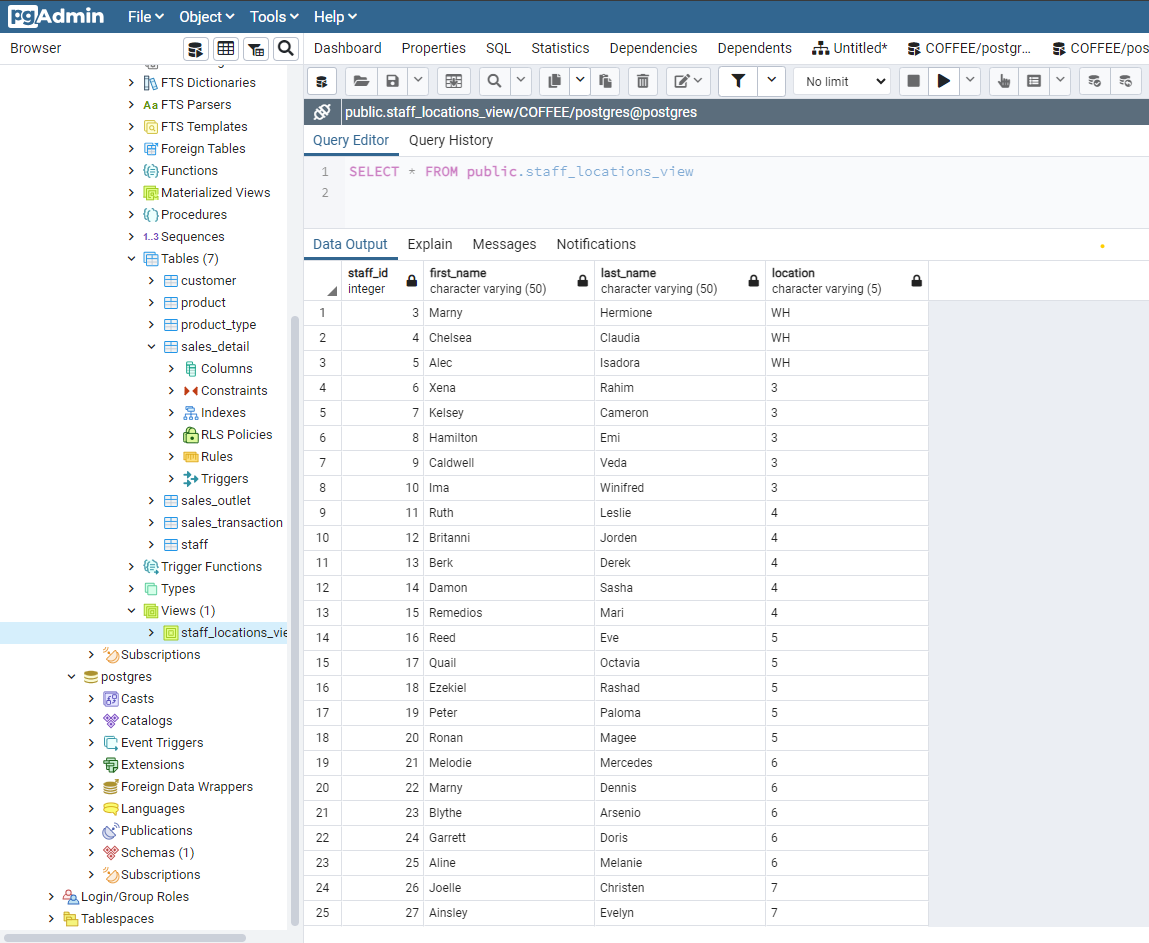 pgAdmin File Object Tools Help
Browser
Dashboard Properties SQL Statistics Dependencies Dependents Untitled* COFFEE/postgr... COFFEE/pos
FTS Dictionaries
Aa FTS Parsers
FTS Templates
Foreign Tables
Functions
Materialized Views
Procedures
1..3 Sequences
Tables (7)
customer
product
product_type
sales_detail
Columns
Constraints
Indexes
RLS Policies
Rules
Triggers
sales_outlet
sales_transaction
staff
Trigger Functions
Types
Views (1)
staff_locations_vie
Subscriptions
postgres
Casts
Catalogs
Event Triggers
Extensions
Foreign Data Wrappers
Languages
Publications
Schemas (1)
Subscriptions
Login/Group Roles
Tablespaces
No limit
public.staff_locations_view/COFFEE/postgres@postgres
Query Editor Query History
1 SELECT * FROM public.staff_locations_view
2
Data Output Explain Messages Notifications
staff_id first_name last_name location
integer character varying (50) character varying (50) character varying (5)
1 3 Marny Hermione WH
2 4 Chelsea Claudia WH
3 5 Alec Isadora WH
4 6 Xena Rahim 3
5 7 Kelsey Cameron 3
6 8 Hamilton Emi 3
7 9 Caldwell Veda 3
8 10 Ima Winifred 3
9 11 Ruth Leslie 4
10 12 Britanni Jorden 4
11 13 Berk Derek 4
12 14 Damon Sasha 4
13 15 Remedios Mari 4
14 16 Reed Eve 5
15 17 Quail Octavia 5
16 18 Ezekiel Rashad 5
17 19 Peter Paloma 5
18 20 Ronan Magee 5
19 21 Melodie Mercedes 6
20 22 Marny Dennis 6
21 23 Blythe Arsenio 6
22 24 Garrett Doris 6
23 25 Aline Melanie 6
24 26 Joelle Christen 7
25 27 Ainsley Evelyn 7